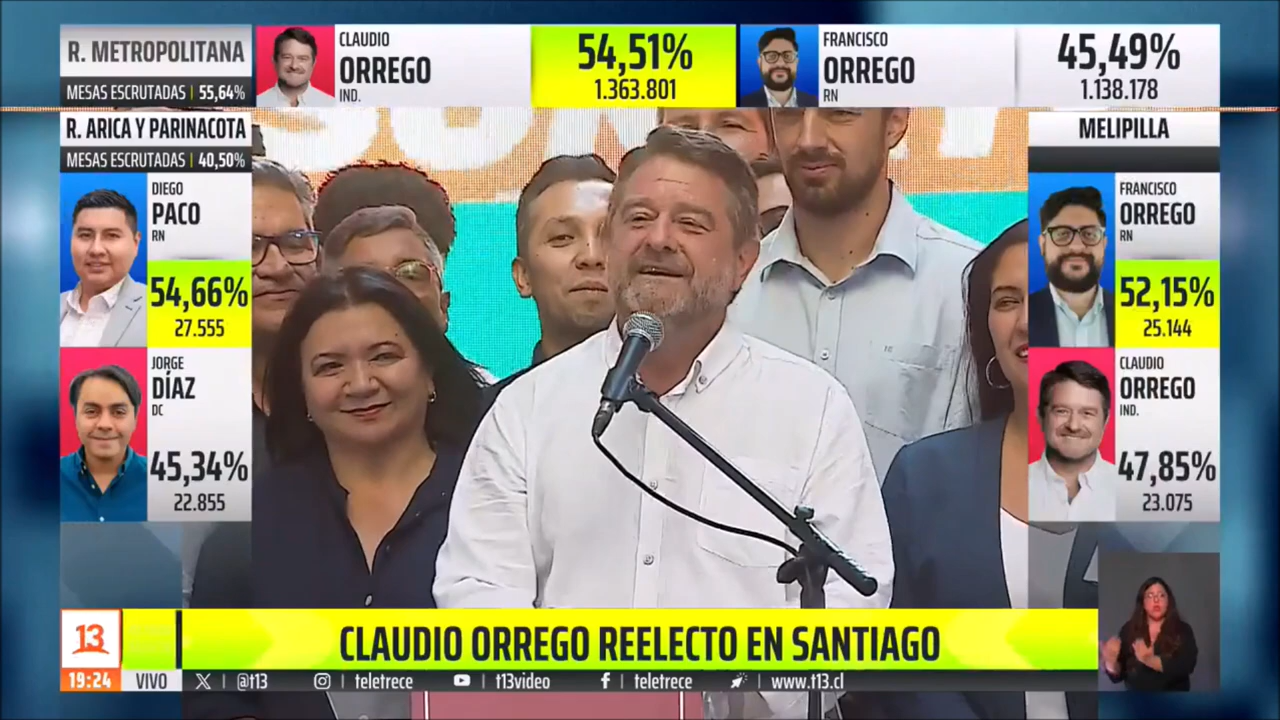 R. METROPOLITANA
MESAS ESCRUTADAS | 55,64%
CLAUDIO
ORREGO
IND.
54,51%
1.363.801
FRANCISCO
ORREGO
RN
45,49%
1.138.178
R. ARICA Y PARINACOTA
MESAS ESCRUTADAS | 40,50%
DIEGO
PACO
RN
54,66%
27.555
JORGE
DÍAZ
DC
45,34%
22.855
MELIPILLA
FRANCISCO
ORREGO
RN
52,15%
25.144
CLAUDIO
ORREGO
IND.
47,85%
23.075
13
CLAUDIO ORREGO REELECTO EN SANTIAGO
19:24 VIVO X | @t13 teletrece t13video teletrece www.t13.cl